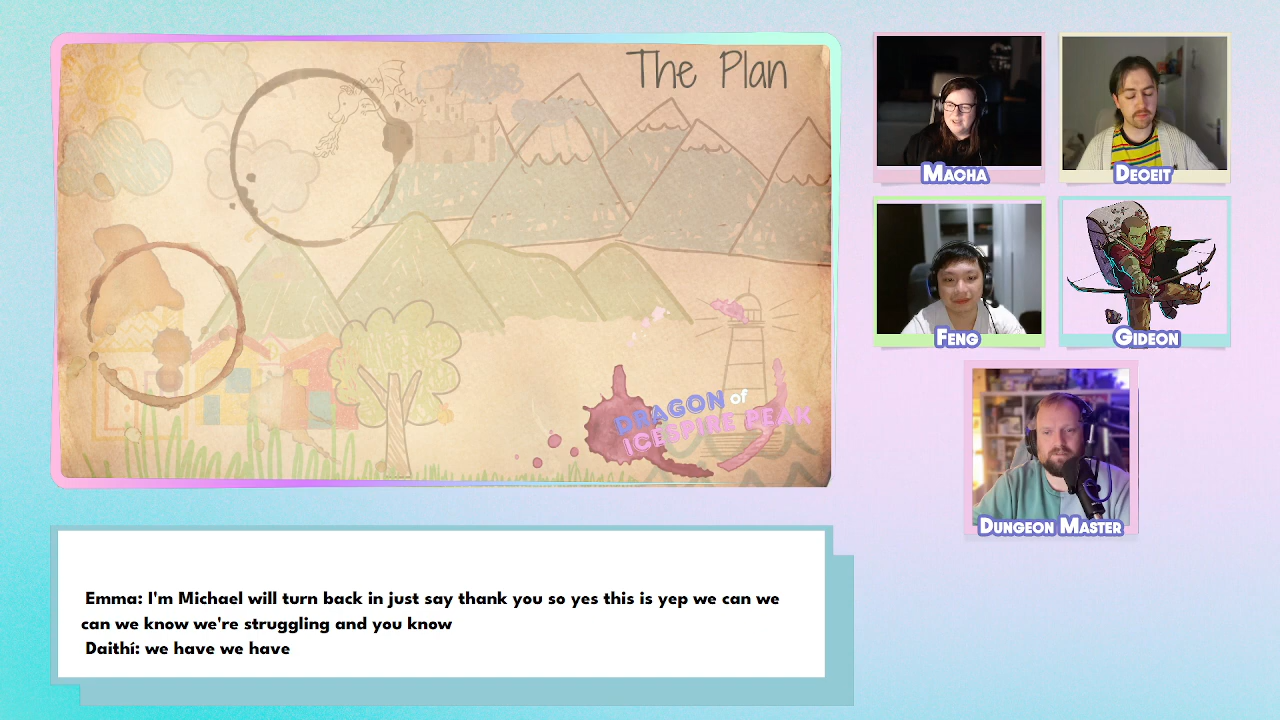 The Plan
DRAGON of
ICESPIRE PEAK
MACHA
DEOEIT
FENG
GIDEON
DUNGEON MASTER
Emma: I'm Michael will turn back in just say thank you so yes this is yep we can we
can we know we're struggling and you know
Daithí: we have we have